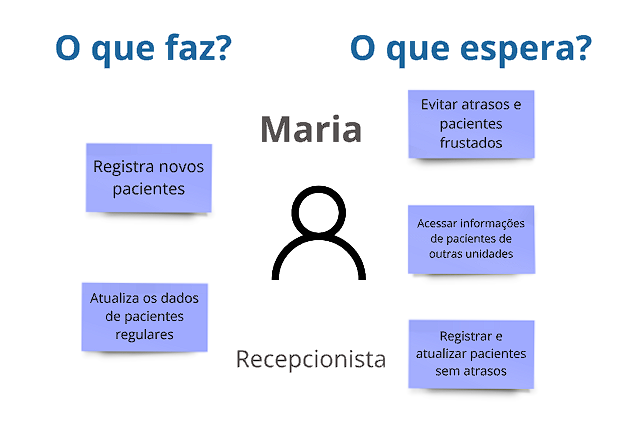 O que faz?
O que espera?
Maria
Registra novos
pacientes
Atualiza os dados
de pacientes
regulares
Evitar atrasos e
pacientes
frustados
Acessar informações
de pacientes de
outras unidades
Registrar e
atualizar pacientes
sem atrasos
Recepcionista